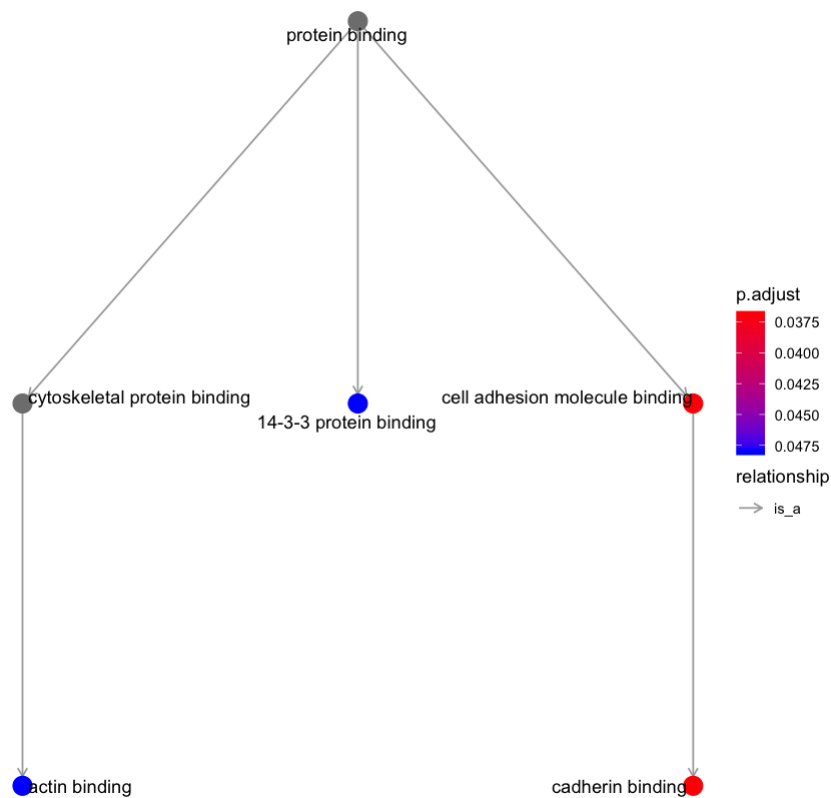 protein binding
cytoskeletal protein binding
14-3-3 protein binding
cell adhesion molecule binding
actin binding
cadherin binding
p.adjust
0.0375
0.0400
0.0425
0.0450
0.0475
relationship
is_a